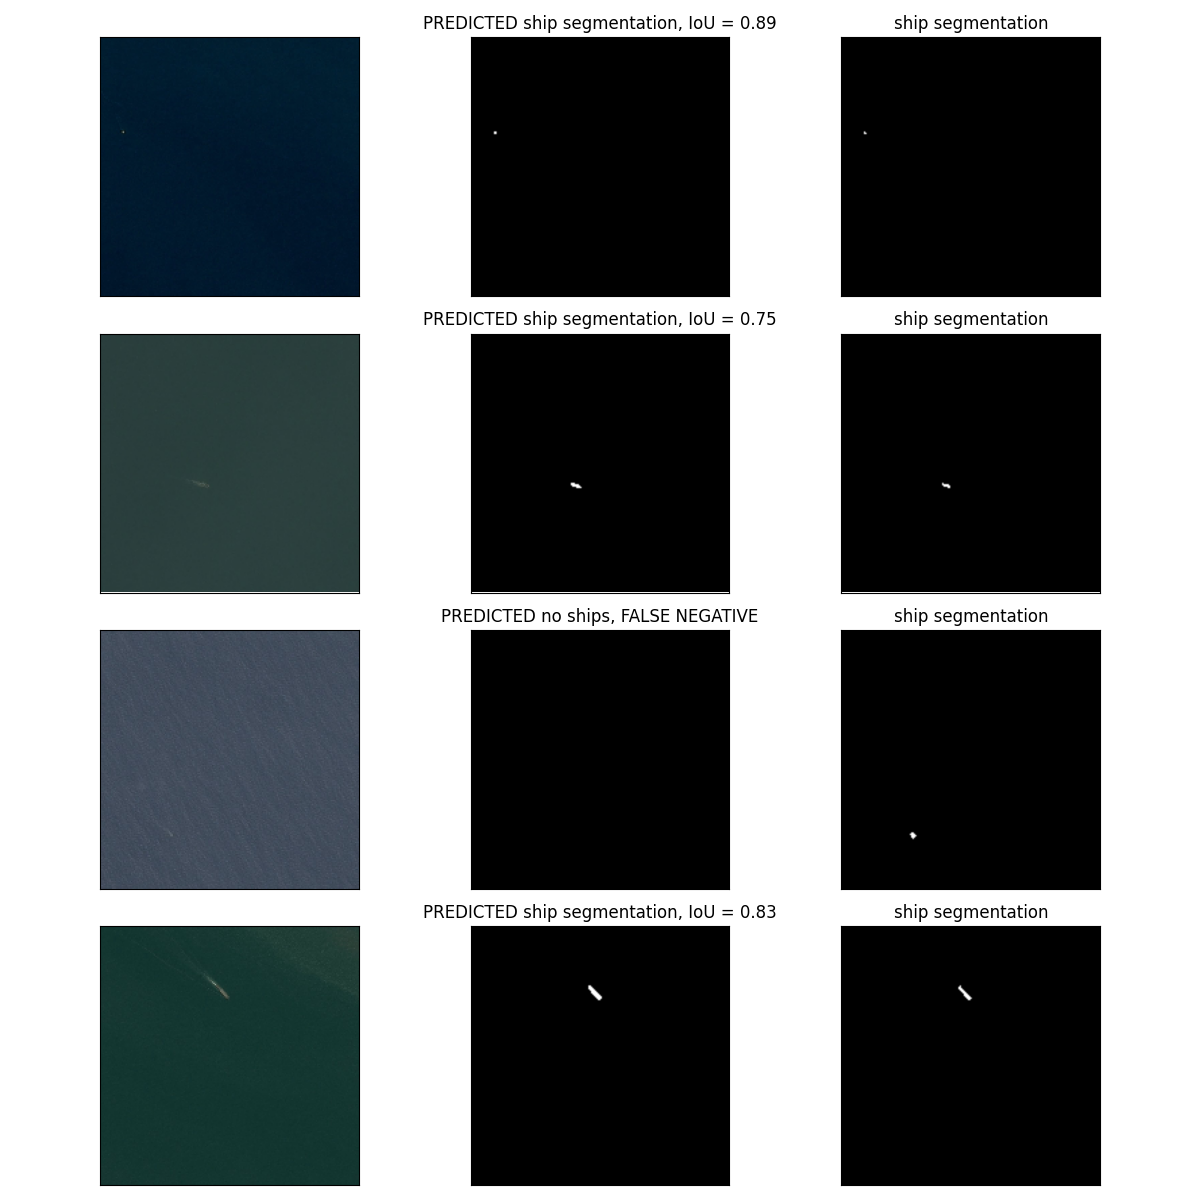 PREDICTED ship segmentation, IoU = 0.89
ship segmentation
PREDICTED ship segmentation, IoU = 0.75
ship segmentation
PREDICTED no ships, FALSE NEGATIVE
ship segmentation
PREDICTED ship segmentation, IoU = 0.83
ship segmentation